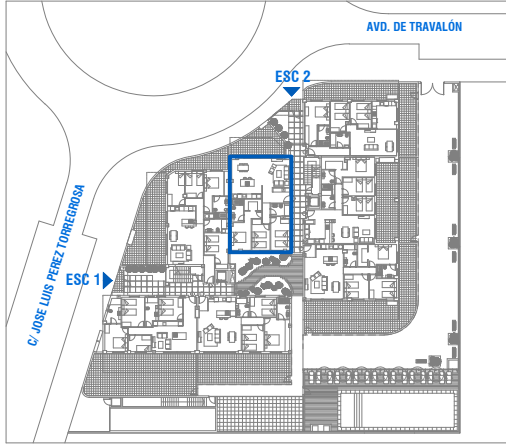 AVD. DE TRAVALÓN
ESC 2
C/ JOSE LUIS PEREZ TORREGROSA
ESC 1